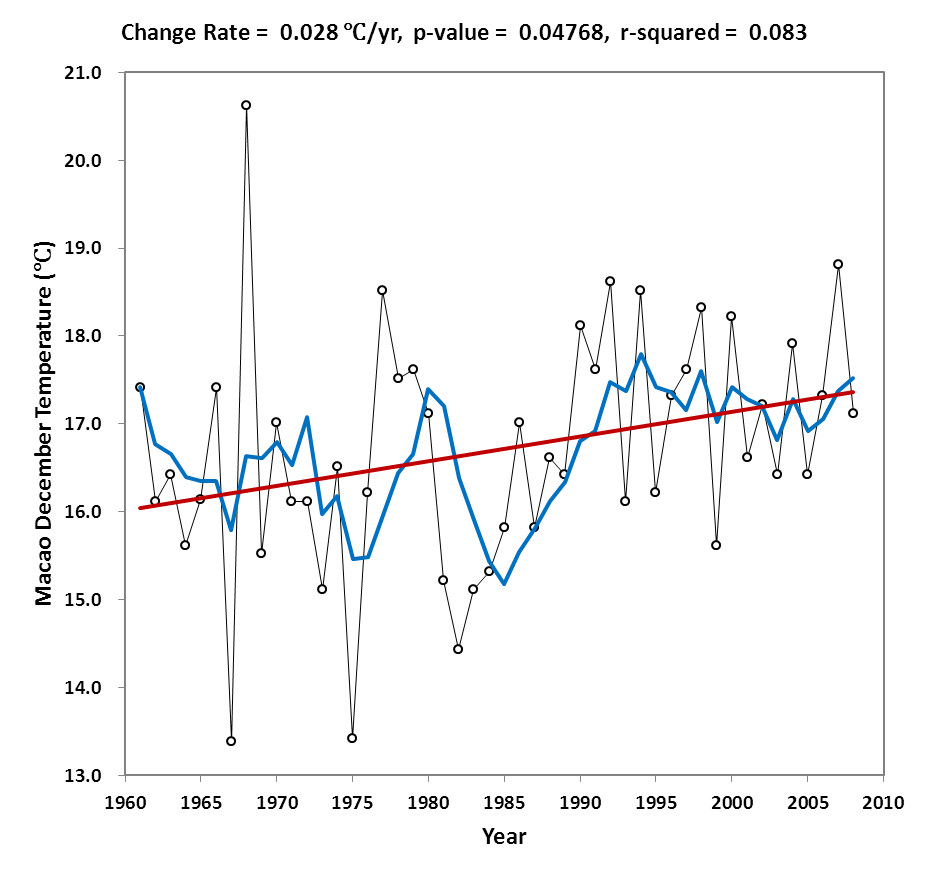 Change Rate = 0.028 ℃/yr, p-value = 0.04768, r-squared = 0.083
21.0
20.0
19.0
18.0
17.0
16.0
15.0
14.0
13.0
Macao December Temperature (℃)
1960 1965 1970 1975 1980 1985 1990 1995 2000 2005 2010
Year